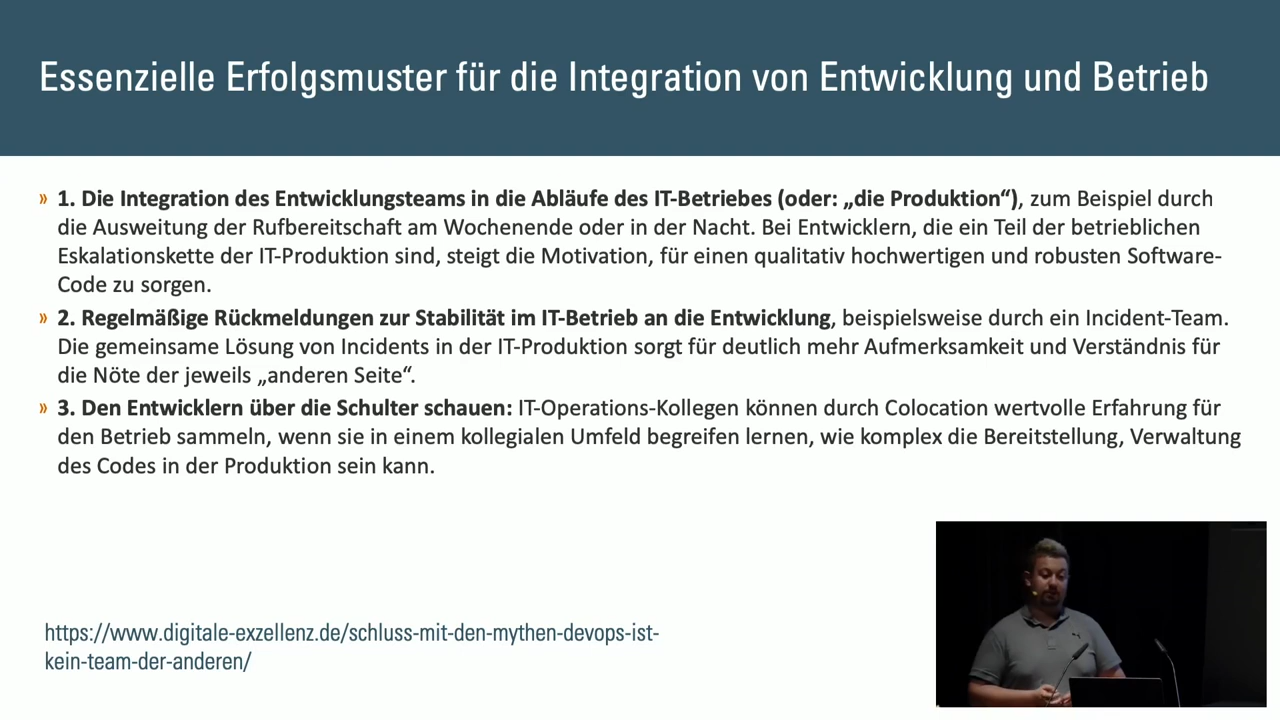 Essenzielle Erfolgsmuster für die Integration von Entwicklung und Betrieb
» 1. Die Integration des Entwicklungsteams in die Abläufe des IT-Betriebes (oder: „die Produktion“), zum Beispiel durch
die Ausweitung der Rufbereitschaft am Wochenende oder in der Nacht. Bei Entwicklern, die ein Teil der betrieblichen
Eskalationskette der IT-Produktion sind, steigt die Motivation, für einen qualitativ hochwertigen und robusten Software-
Code zu sorgen.
» 2. Regelmäßige Rückmeldungen zur Stabilität im IT-Betrieb an die Entwicklung, beispielsweise durch ein Incident-Team.
Die gemeinsame Lösung von Incidents in der IT-Produktion sorgt für deutlich mehr Aufmerksamkeit und Verständnis für
die Nöte der jeweils „anderen Seite“.
» 3. Den Entwicklern über die Schulter schauen: IT-Operations-Kollegen können durch Colocation wertvolle Erfahrung für
den Betrieb sammeln, wenn sie in einem kollegialen Umfeld begreifen lernen, wie komplex die Bereitstellung, Verwaltung
des Codes in der Produktion sein kann.
https://www.digitale-exzellenz.de/schluss-mit-den-mythen-devops-ist-
kein-team-der-anderen/